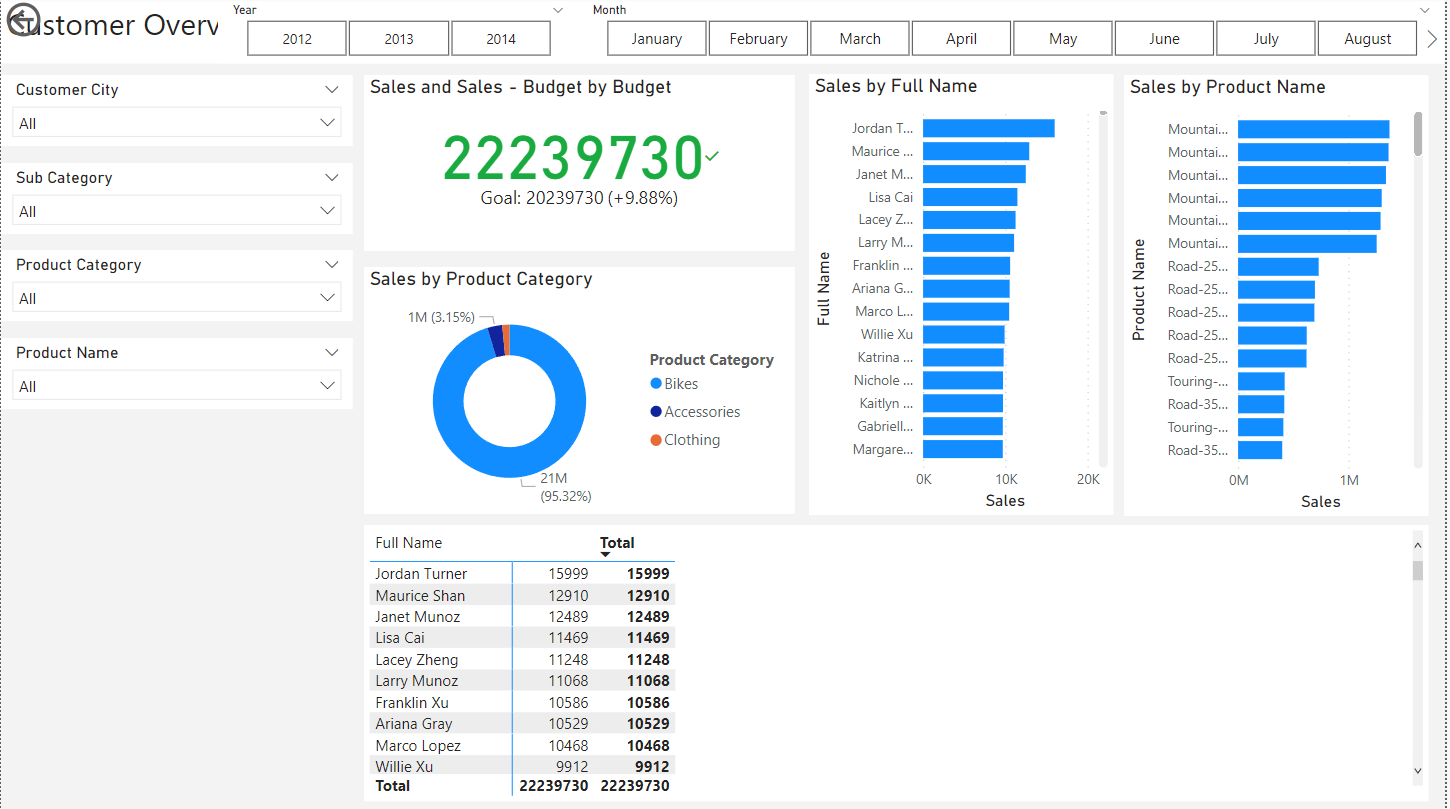 Customer Overv
Year
2012 2013 2014
Month
January February March April May June July August
Customer City
All
Sub Category
All
Product Category
All
Product Name
All
Sales and Sales - Budget by Budget
22239730
Goal: 20239730 (+9.88%)
Sales by Product Category
1M (3.15%)
21M
(95.32%)
Product Category
Bikes
Accessories
Clothing
Sales by Full Name
Full Name
Jordan T...
Maurice ...
Janet M...
Lisa Cai
Lacey Z...
Larry M...
Franklin ...
Ariana G...
Marco L...
Willie Xu
Katrina ...
Nichole ...
Kaitlyn ...
Gabriell...
Margare...
0K 10K 20K
Sales
Sales by Product Name
Product Name
Mountai...
Mountai...
Mountai...
Mountai...
Mountai...
Mountai...
Road-25...
Road-25...
Road-25...
Road-25...
Road-25...
Touring-...
Road-35...
Touring-...
Road-35...
0M 1M
Sales
Full Name Total
Jordan Turner 15999 15999
Maurice Shan 12910 12910
Janet Munoz 12489 12489
Lisa Cai 11469 11469
Lacey Zheng 11248 11248
Larry Munoz 11068 11068
Franklin Xu 10586 10586
Ariana Gray 10529 10529
Marco Lopez 10468 10468
Willie Xu 9912 9912
Total 22239730 22239730